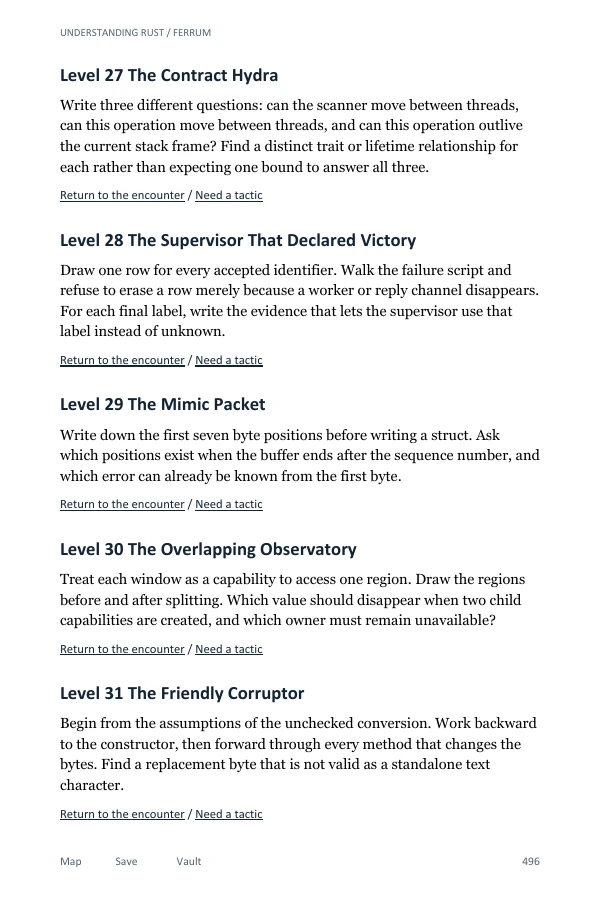 UNDERSTANDING RUST / FERRUM
Level 27 The Contract Hydra
Write three different questions: can the scanner move between threads,
can this operation move between threads, and can this operation outlive
the current stack frame? Find a distinct trait or lifetime relationship for
each rather than expecting one bound to answer all three.
Return to the encounter / Need a tactic
Level 28 The Supervisor That Declared Victory
Draw one row for every accepted identifier. Walk the failure script and
refuse to erase a row merely because a worker or reply channel disappears.
For each final label, write the evidence that lets the supervisor use that
label instead of unknown.
Return to the encounter / Need a tactic
Level 29 The Mimic Packet
Write down the first seven byte positions before writing a struct. Ask
which positions exist when the buffer ends after the sequence number, and
which error can already be known from the first byte.
Return to the encounter / Need a tactic
Level 30 The Overlapping Observatory
Treat each window as a capability to access one region. Draw the regions
before and after splitting. Which value should disappear when two child
capabilities are created, and which owner must remain unavailable?
Return to the encounter / Need a tactic
Level 31 The Friendly Corruptor
Begin from the assumptions of the unchecked conversion. Work backward
to the constructor, then forward through every method that changes the
bytes. Find a replacement byte that is not valid as a standalone text
character.
Return to the encounter / Need a tactic
Map Save Vault 496